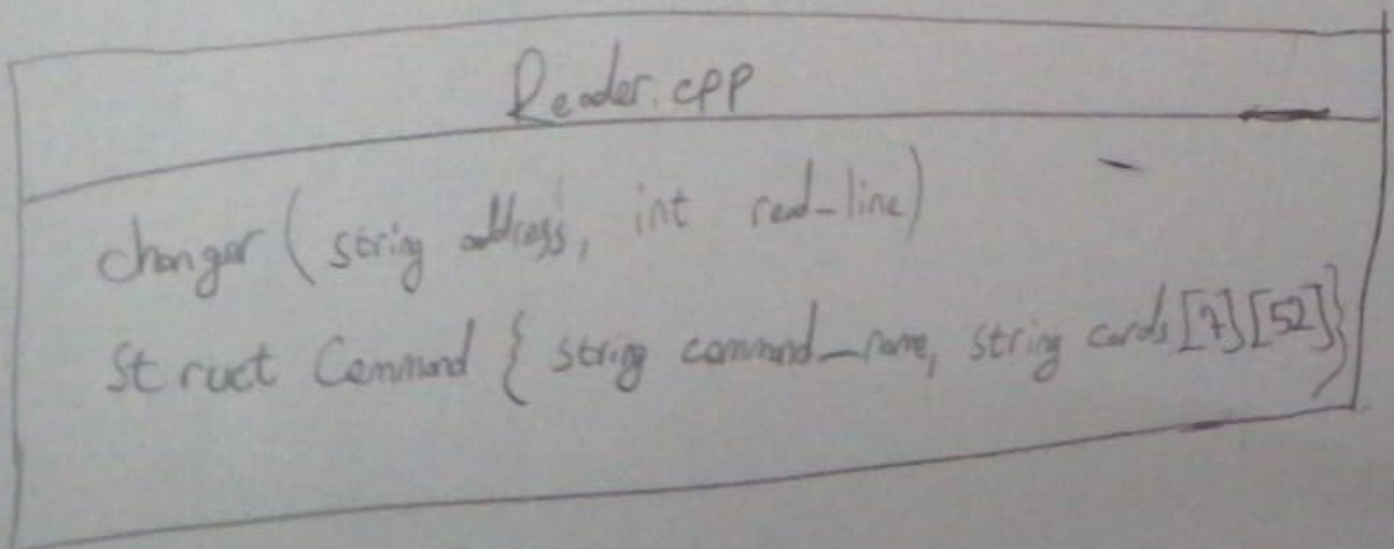 Reader.cpp
changer (string address, int read_line)
Struct Command { string command_name, string cards [7][52]}